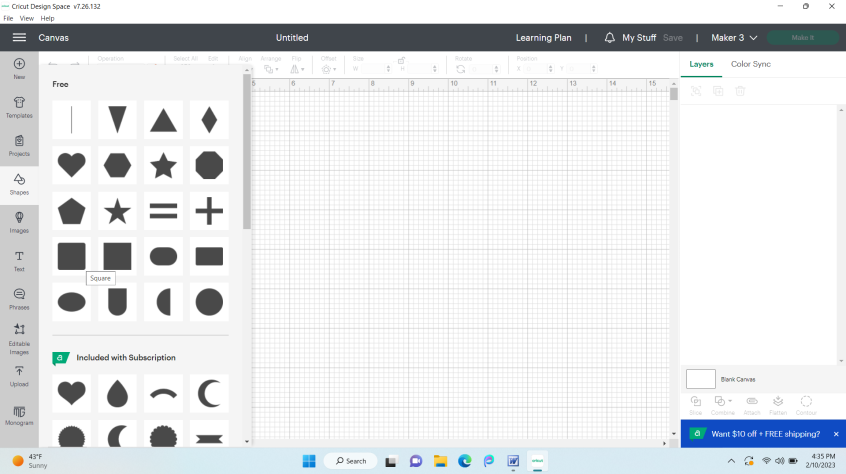 Cricut Design Space v7.26.132
File View Help
Canvas Untitled Learning Plan | My Stuff Save | Maker 3 Make It
Operation Select All Edit Align Arrange Flip Offset Size Rotate Position
W H X Y
New
Templates
Projects
Shapes
Images
Text
Phrases
Editable
Images
Upload
Monogram
Free
Square
Included with Subscription
5 6 7 8 9 10 11 12 13 14 15
Layers Color Sync
Blank Canvas
Slice Combine Attach Flatten Contour
a Want $10 off + FREE shipping? ×
43°F
Sunny
Search
cricut
4:35 PM
2/10/2023